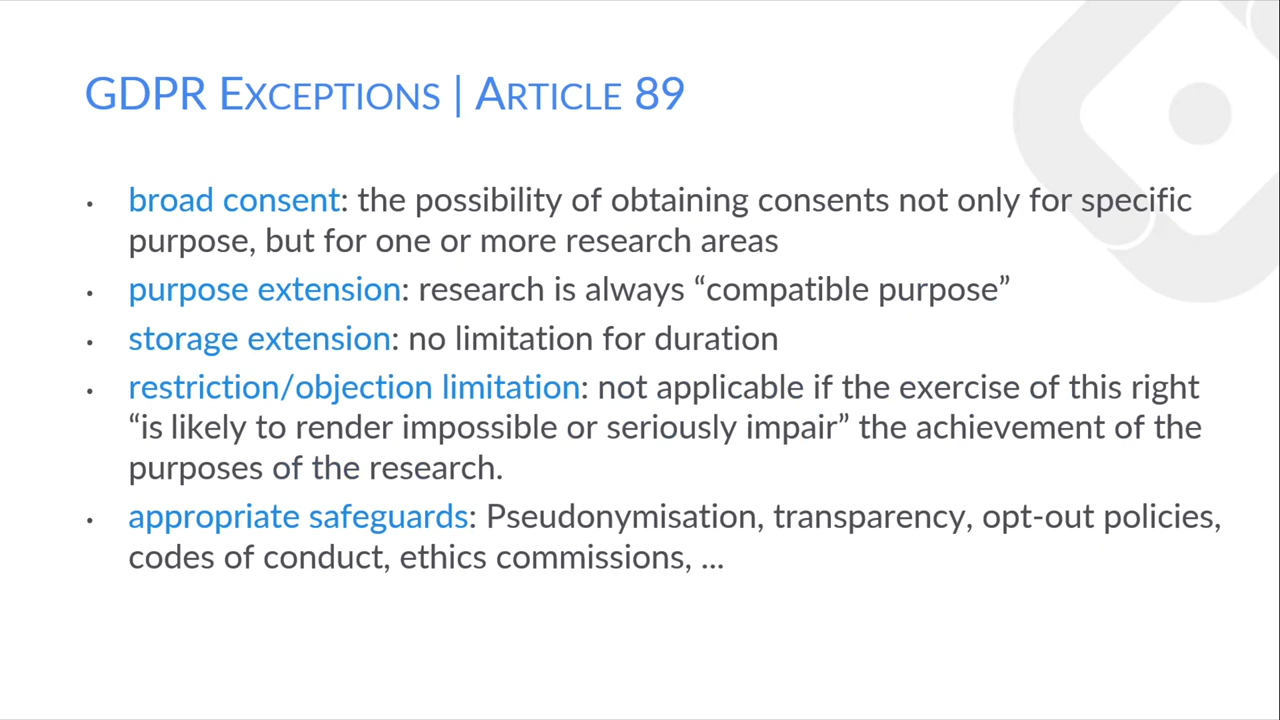 GDPR EXCEPTIONS | ARTICLE 89
• broad consent: the possibility of obtaining consents not only for specific
purpose, but for one or more research areas
• purpose extension: research is always “compatible purpose”
• storage extension: no limitation for duration
• restriction/objection limitation: not applicable if the exercise of this right
“is likely to render impossible or seriously impair” the achievement of the
purposes of the research.
• appropriate safeguards: Pseudonymisation, transparency, opt-out policies,
codes of conduct, ethics commissions, ...